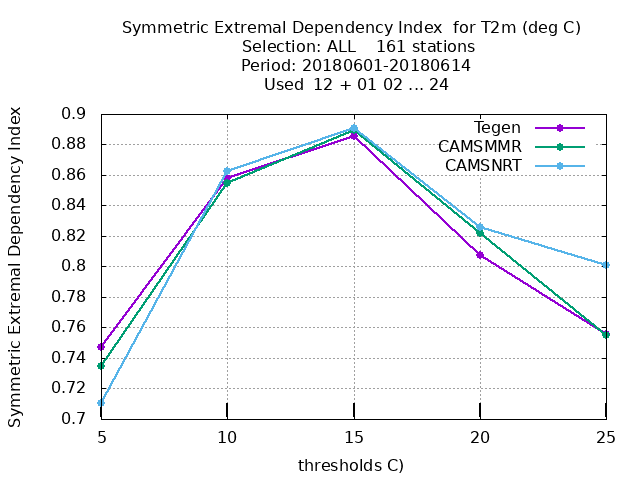 Symmetric Extremal Dependency Index  for T2m (deg C)
Selection: ALL    161 stations
Period: 20180601-20180614
Used  12 + 01 02 ... 24
Symmetric Extremal Dependency Index
0.9
0.88
0.86
0.84
0.82
0.8
0.78
0.76
0.74
0.72
0.7
Tegen
CAMSMMR
CAMSNRT
5 10 15 20 25
thresholds C)